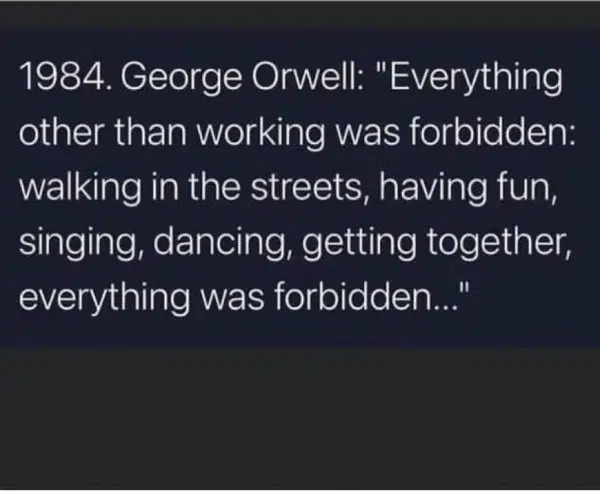 1984. George Orwell: "Everything
other than working was forbidden:
walking in the streets, having fun,
singing, dancing, getting together,
everything was forbidden..."